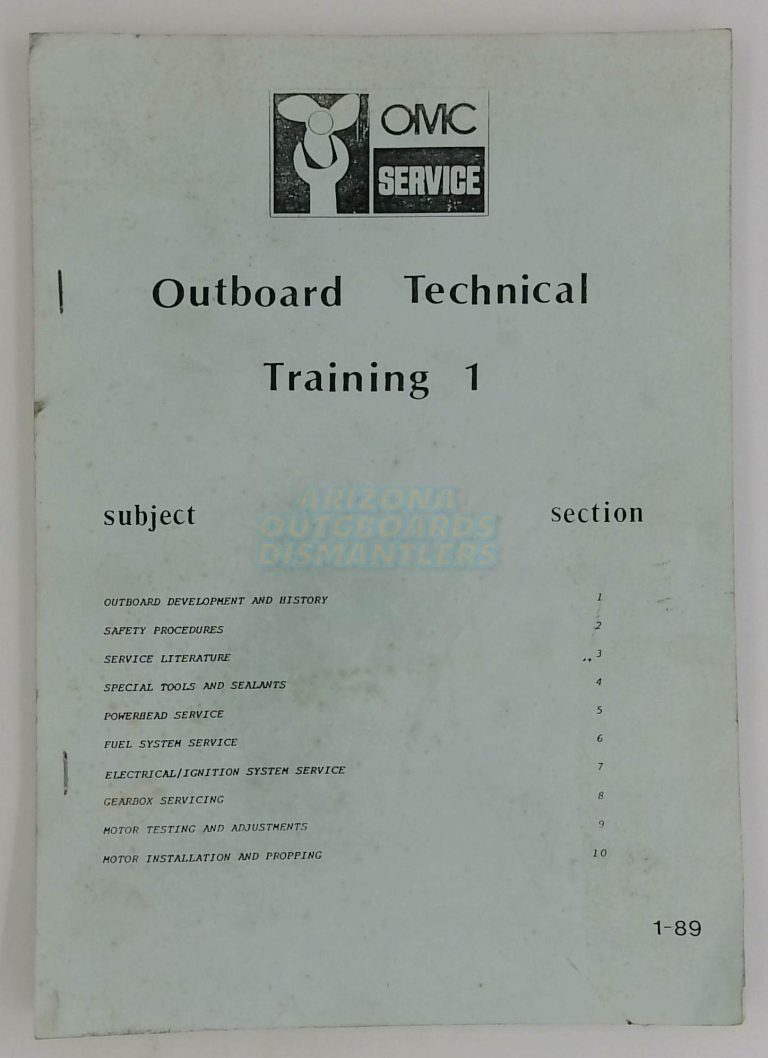 OMC
SERVICE
Outboard Technical
Training 1
subject section
ARIZONA
OUTGBOARDS
DISMANTLERS
OUTBOARD DEVELOPMENT AND HISTORY 1
SAFETY PROCEDURES 2
SERVICE LITERATURE 3
SPECIAL TOOLS AND SEALANTS 4
POWERHEAD SERVICE 5
FUEL SYSTEM SERVICE 6
ELECTRICAL/IGNITION SYSTEM SERVICE 7
GEARBOX SERVICING 8
MOTOR TESTING AND ADJUSTMENTS 9
MOTOR INSTALLATION AND PROPPING 10
1-89